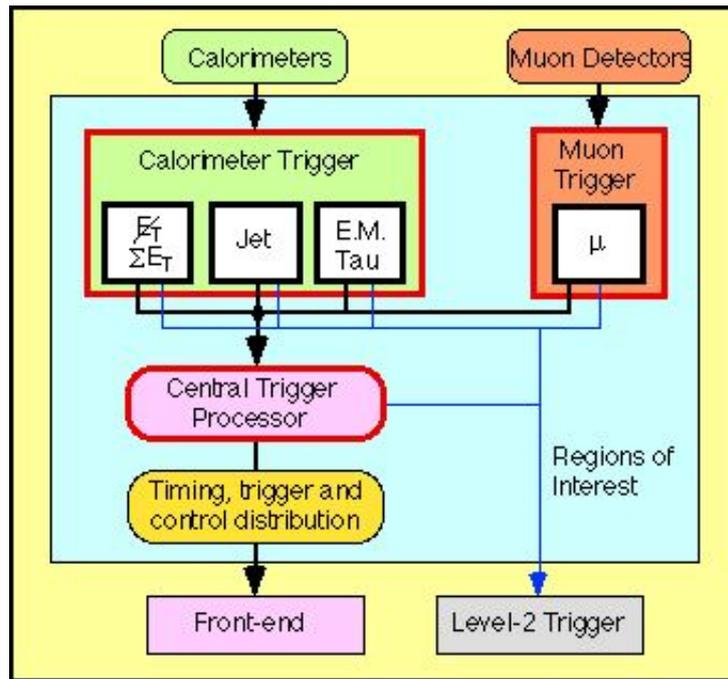 Calorimeters
Muon Detectors
Calorimeter Trigger
E̸T
ΣET
Jet
E.M.
Tau
Muon
Trigger
μ
Central Trigger
Processor
Timing, trigger and
control distribution
Regions of
Interest
Front-end
Level-2 Trigger